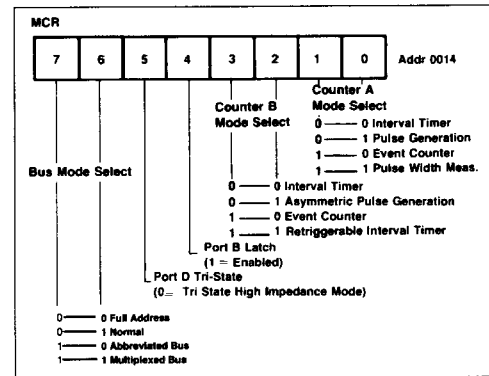 MCR
7 6 5 4 3 2 1 0 Addr 0014
Counter A
Mode Select
0 0 Interval Timer
0 1 Pulse Generation
1 0 Event Counter
1 1 Pulse Width Meas.
Counter B
Mode Select
0 0 Interval Timer
0 1 Asymmetric Pulse Generation
1 0 Event Counter
1 1 Retriggerable Interval Timer
Port B Latch
(1 = Enabled)
Port D Tri-State
(0= Tri State High Impedance Mode)
Bus Mode Select
0 0 Full Address
0 1 Normal
1 0 Abbreviated Bus
1 1 Multiplexed Bus